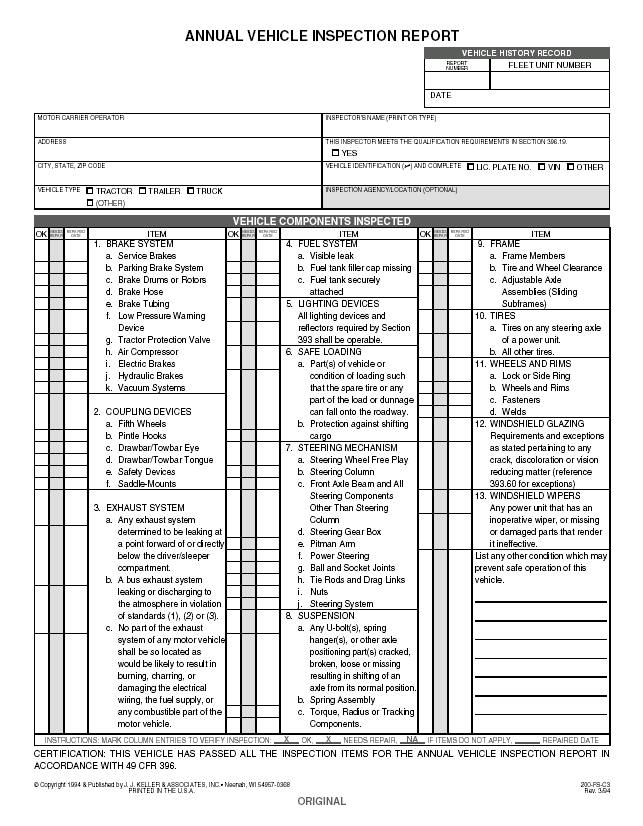 ANNUAL VEHICLE INSPECTION REPORT
VEHICLE HISTORY RECORD
REPORT NUMBER
FLEET UNIT NUMBER
DATE
MOTOR CARRIER OPERATOR
INSPECTOR'S NAME (PRINT OR TYPE)
ADDRESS
THIS INSPECTOR MEETS THE QUALIFICATION REQUIREMENTS IN SECTION 396.19.
YES
CITY, STATE, ZIP CODE
VEHICLE IDENTIFICATION (✓) AND COMPLETE LIC. PLATE NO. VIN OTHER
VEHICLE TYPE TRACTOR TRAILER TRUCK
(OTHER)
INSPECTION AGENCY/LOCATION (OPTIONAL)
VEHICLE COMPONENTS INSPECTED
OK NEEDS REPAIR REPAIRED DATE ITEM
1. BRAKE SYSTEM
a. Service Brakes
b. Parking Brake System
c. Brake Drums or Rotors
d. Brake Hose
e. Brake Tubing
f. Low Pressure Warning
Device
g. Tractor Protection Valve
h. Air Compressor
i. Electric Brakes
j. Hydraulic Brakes
k. Vacuum Systems
2. COUPLING DEVICES
a. Fifth Wheels
b. Pintle Hooks
c. Drawbar/Towbar Eye
d. Drawbar/Towbar Tongue
e. Safety Devices
f. Saddle-Mounts
3. EXHAUST SYSTEM
a. Any exhaust system
determined to be leaking at
a point forward of or directly
below the driver/sleeper
compartment.
b. A bus exhaust system
leaking or discharging to
the atmosphere in violation
of standards (1), (2) or (3).
c. No part of the exhaust
system of any motor vehicle
shall be so located as
would be likely to result in
burning, charring, or
damaging the electrical
wiring, the fuel supply, or
any combustible part of the
motor vehicle.
OK NEEDS REPAIR REPAIRED DATE ITEM
4. FUEL SYSTEM
a. Visible leak
b. Fuel tank filler cap missing
c. Fuel tank securely
attached
5. LIGHTING DEVICES
All lighting devices and
reflectors required by Section
393 shall be operable.
6. SAFE LOADING
a. Part(s) of vehicle or
condition of loading such
that the spare tire or any
part of the load or dunnage
can fall onto the roadway.
b. Protection against shifting
cargo
7. STEERING MECHANISM
a. Steering Wheel Free Play
b. Steering Column
c. Front Axle Beam and All
Steering Components
Other Than Steering
Column
d. Steering Gear Box
e. Pitman Arm
f. Power Steering
g. Ball and Socket Joints
h. Tie Rods and Drag Links
i. Nuts
j. Steering System
8. SUSPENSION
a. Any U-bolt(s), spring
hanger(s), or other axle
positioning part(s) cracked,
broken, loose or missing
resulting in shifting of an
axle from its normal position.
b. Spring Assembly
c. Torque, Radius or Tracking
Components.
OK NEEDS REPAIR REPAIRED DATE ITEM
9. FRAME
a. Frame Members
b. Tire and Wheel Clearance
c. Adjustable Axle
Assemblies (Sliding
Subframes)
10. TIRES
a. Tires on any steering axle
of a power unit.
b. All other tires.
11. WHEELS AND RIMS
a. Lock or Side Ring
b. Wheels and Rims
c. Fasteners
d. Welds
12. WINDSHIELD GLAZING
Requirements and exceptions
as stated pertaining to any
crack, discoloration or vision
reducing matter (reference
393.60 for exceptions)
13. WINDSHIELD WIPERS
Any power unit that has an
inoperative wiper, or missing
or damaged parts that render
it ineffective.
List any other condition which may
prevent safe operation of this
vehicle.
INSTRUCTIONS: MARK COLUMN ENTRIES TO VERIFY INSPECTION: X OK, X NEEDS REPAIR, NA IF ITEMS DO NOT APPLY, REPAIRED DATE
CERTIFICATION: THIS VEHICLE HAS PASSED ALL THE INSPECTION ITEMS FOR THE ANNUAL VEHICLE INSPECTION REPORT IN
ACCORDANCE WITH 49 CFR 396.
© Copyright 1994 & Published by J. J. KELLER & ASSOCIATES, INC. • Neenah, WI 54957-0368
PRINTED IN THE U.S.A.
200-FS-C3
Rev. 3/94
ORIGINAL